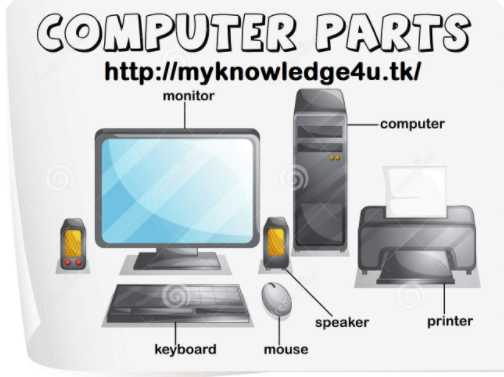 COMPUTER PARTS
http://myknowledge4u.tk/
monitor
computer
speaker
printer
keyboard
mouse